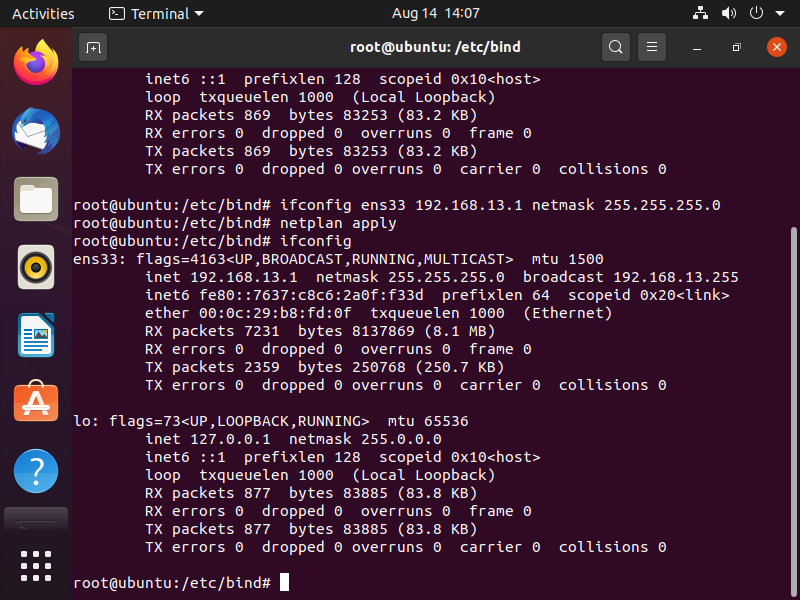 Activities Terminal Aug 14 14:07
root@ubuntu: /etc/bind
inet6 ::1  prefixlen 128  scopeid 0x10<host>
loop  txqueuelen 1000  (Local Loopback)
RX packets 869  bytes 83253 (83.2 KB)
RX errors 0  dropped 0  overruns 0  frame 0
TX packets 869  bytes 83253 (83.2 KB)
TX errors 0  dropped 0 overruns 0  carrier 0  collisions 0
root@ubuntu:/etc/bind# ifconfig ens33 192.168.13.1 netmask 255.255.255.0
root@ubuntu:/etc/bind# netplan apply
root@ubuntu:/etc/bind# ifconfig
ens33: flags=4163<UP,BROADCAST,RUNNING,MULTICAST>  mtu 1500
inet 192.168.13.1  netmask 255.255.255.0  broadcast 192.168.13.255
inet6 fe80::7637:c8c6:2a0f:f33d  prefixlen 64  scopeid 0x20<link>
ether 00:0c:29:b8:fd:0f  txqueuelen 1000  (Ethernet)
RX packets 7231  bytes 8137869 (8.1 MB)
RX errors 0  dropped 0  overruns 0  frame 0
TX packets 2359  bytes 250768 (250.7 KB)
TX errors 0  dropped 0 overruns 0  carrier 0  collisions 0
lo: flags=73<UP,LOOPBACK,RUNNING>  mtu 65536
inet 127.0.0.1  netmask 255.0.0.0
inet6 ::1  prefixlen 128  scopeid 0x10<host>
loop  txqueuelen 1000  (Local Loopback)
RX packets 877  bytes 83885 (83.8 KB)
RX errors 0  dropped 0  overruns 0  frame 0
TX packets 877  bytes 83885 (83.8 KB)
TX errors 0  dropped 0 overruns 0  carrier 0  collisions 0
root@ubuntu:/etc/bind#